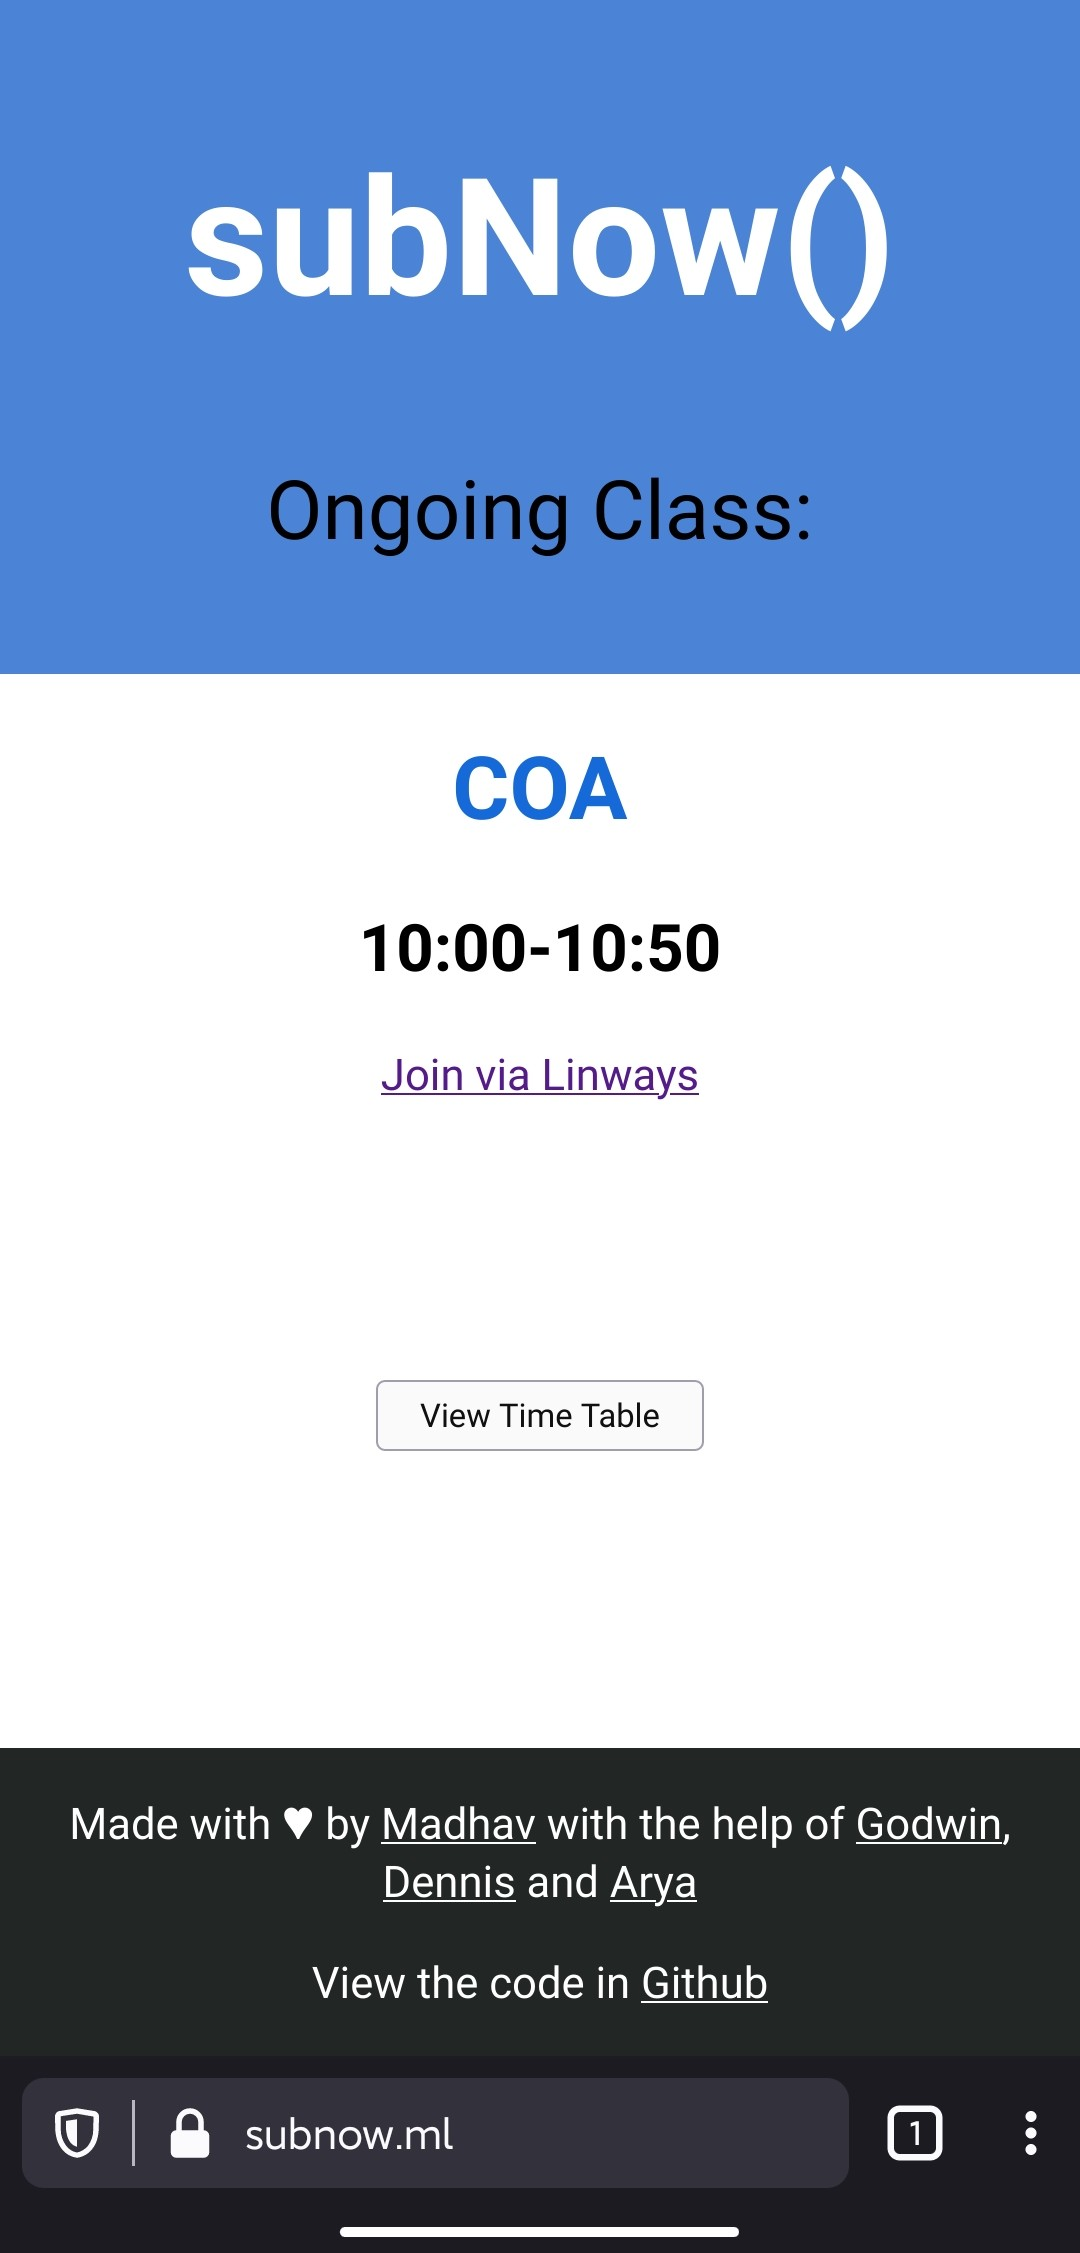 subNow()
Ongoing Class:
COA
10:00-10:50
Join via Linways
View Time Table
Made with ♥ by Madhav with the help of Godwin,
Dennis and Arya
View the code in Github
subnow.ml
1